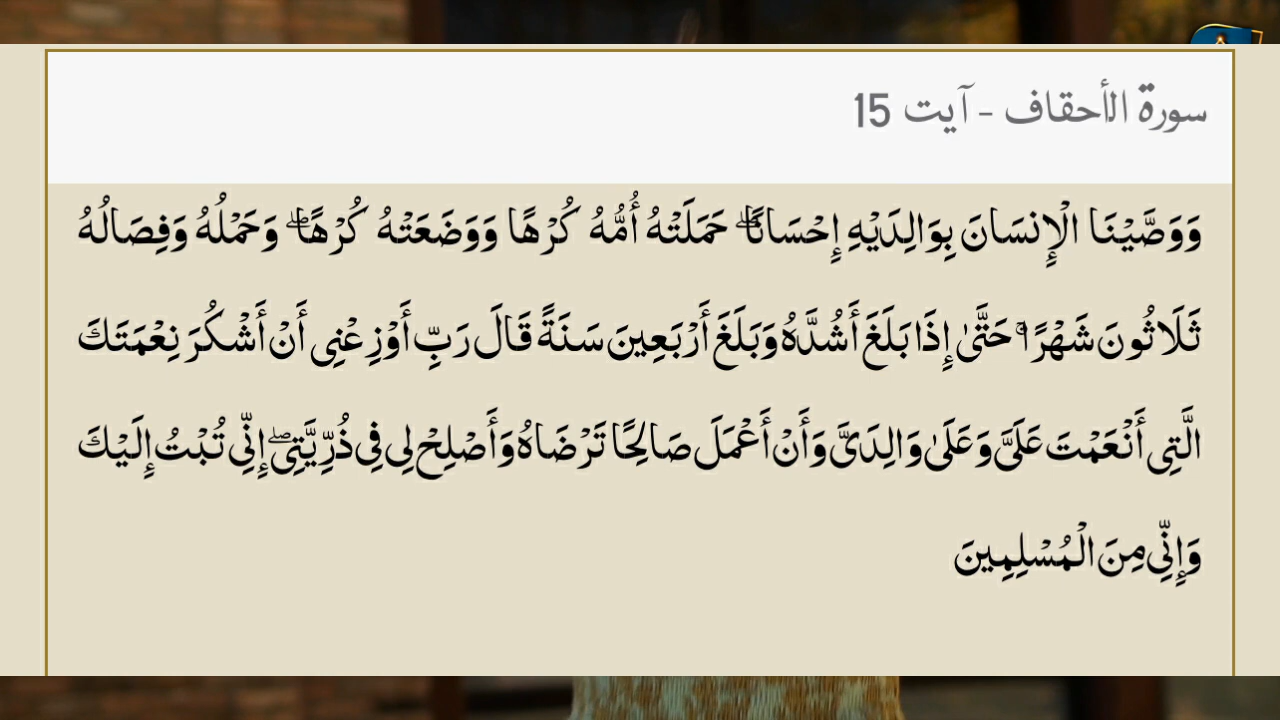 سورة الأحقاف - آیت 15
وَوَصَّيْنَا الْإِنسَانَ بِوَالِدَيْهِ إِحْسَانًا ۖ حَمَلَتْهُ أُمُّهُ كُرْهًا وَوَضَعَتْهُ كُرْهًا ۖ وَحَمْلُهُ وَفِصَالُهُ
ثَلَاثُونَ شَهْرًا ۚ حَتَّىٰ إِذَا بَلَغَ أَشُدَّهُ وَبَلَغَ أَرْبَعِينَ سَنَةً قَالَ رَبِّ أَوْزِعْنِي أَنْ أَشْكُرَ نِعْمَتَكَ
الَّتِي أَنْعَمْتَ عَلَيَّ وَعَلَىٰ وَالِدَيَّ وَأَنْ أَعْمَلَ صَالِحًا تَرْضَاهُ وَأَصْلِحْ لِي فِي ذُرِّيَّتِي ۖ إِنِّي تُبْتُ إِلَيْكَ
وَإِنِّي مِنَ الْمُسْلِمِينَ